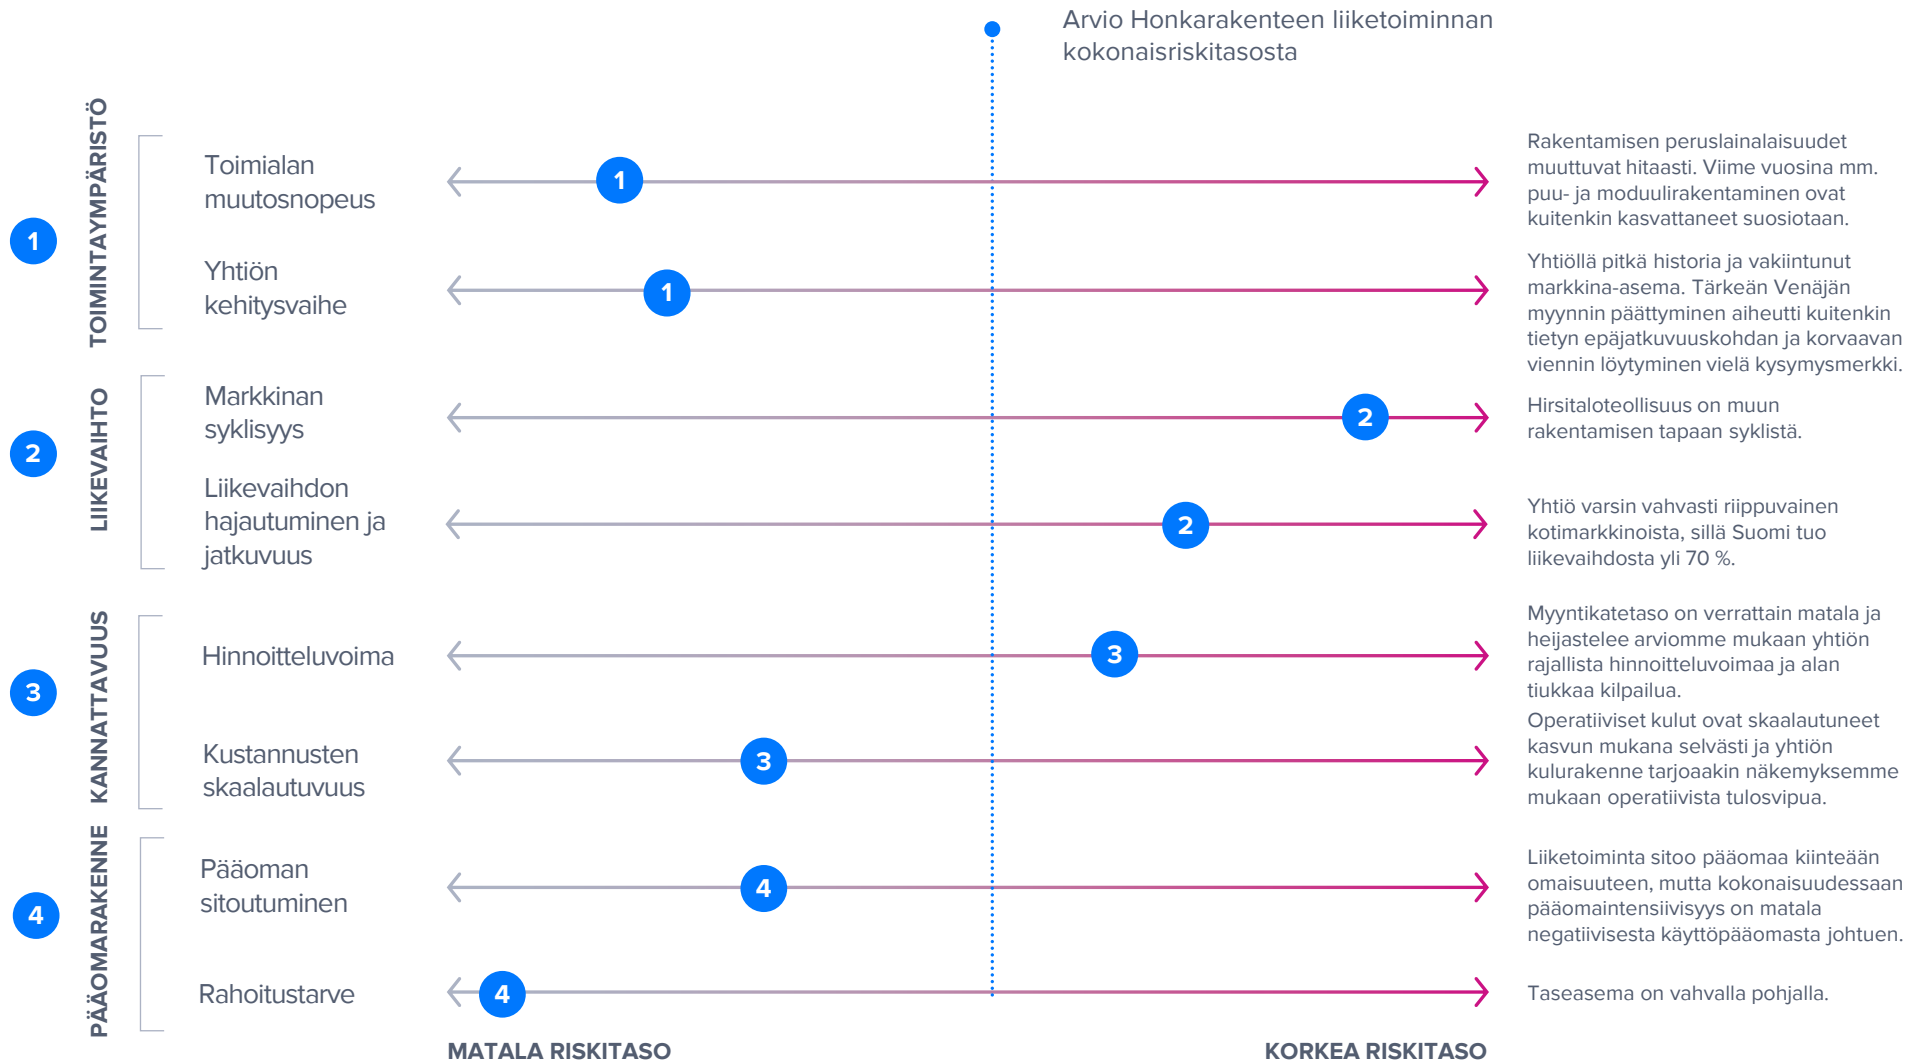 Arvio Honkarakenteen liiketoiminnan
kokonaisriskitasosta
1
TOIMINTAYMPÄRISTÖ
Toimialan
muutosnopeus
1
Rakentamisen peruslainalaisuudet
muuttuvat hitaasti. Viime vuosina mm.
puu- ja moduulirakentaminen ovat
kuitenkin kasvattaneet suosiotaan.
Yhtiön
kehitysvaihe
1
Yhtiöllä pitkä historia ja vakiintunut
markkina-asema. Tärkeän Venäjän
myynnin päättyminen aiheutti kuitenkin
tietyn epäjatkuvuuskohdan ja korvaavan
viennin löytyminen vielä kysymysmerkki.
2
LIIKEVAIHTO
Markkinan
syklisyys
2
Hirsitaloteollisuus on muun
rakentamisen tapaan syklistä.
Liikevaihdon
hajautuminen ja
jatkuvuus
2
Yhtiö varsin vahvasti riippuvainen
kotimarkkinoista, sillä Suomi tuo
liikevaihdosta yli 70 %.
3
KANNATTAVUUS
Hinnoitteluvoima
3
Myyntikatetaso on verrattain matala ja
heijastelee arviomme mukaan yhtiön
rajallista hinnoitteluvoimaa ja alan
tiukkaa kilpailua.
Kustannusten
skaalautuvuus
3
Operatiiviset kulut ovat skaalautuneet
kasvun mukana selvästi ja yhtiön
kulurakenne tarjoaakin näkemyksemme
mukaan operatiivista tulosvipua.
4
PÄÄOMARAKENNE
Pääoman
sitoutuminen
4
Liiketoiminta sitoo pääomaa kiinteään
omaisuuteen, mutta kokonaisuudessaan
pääomaintensiivisyys on matala
negatiivisesta käyttöpääomasta johtuen.
Rahoitustarve
4
Taseasema on vahvalla pohjalla.
MATALA RISKITASO
KORKEA RISKITASO